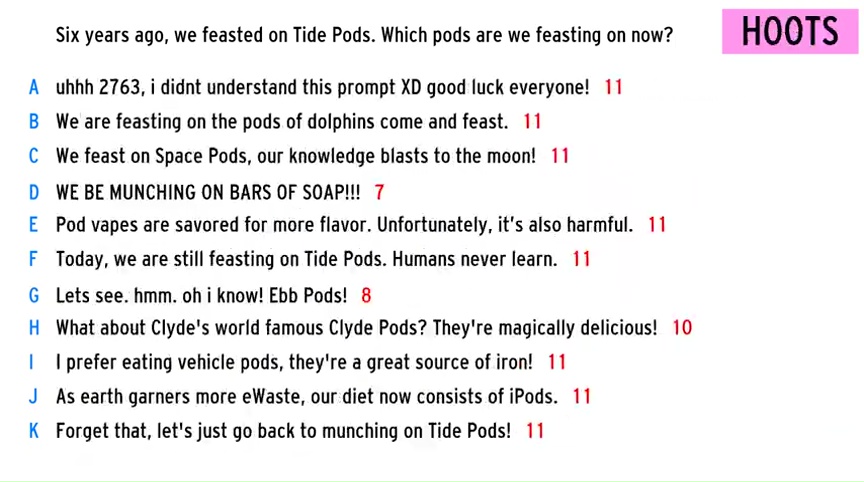 Six years ago, we feasted on Tide Pods. Which pods are we feasting on now?
HOOTS
A uhhh 2763, i didnt understand this prompt XD good luck everyone! 11
B We are feasting on the pods of dolphins come and feast. 11
C We feast on Space Pods, our knowledge blasts to the moon! 11
D WE BE MUNCHING ON BARS OF SOAP!!! 7
E Pod vapes are savored for more flavor. Unfortunately, it's also harmful. 11
F Today, we are still feasting on Tide Pods. Humans never learn. 11
G Lets see. hmm. oh i know! Ebb Pods! 8
H What about Clyde's world famous Clyde Pods? They're magically delicious! 10
I I prefer eating vehicle pods, they're a great source of iron! 11
J As earth garners more eWaste, our diet now consists of iPods. 11
K Forget that, let's just go back to munching on Tide Pods! 11